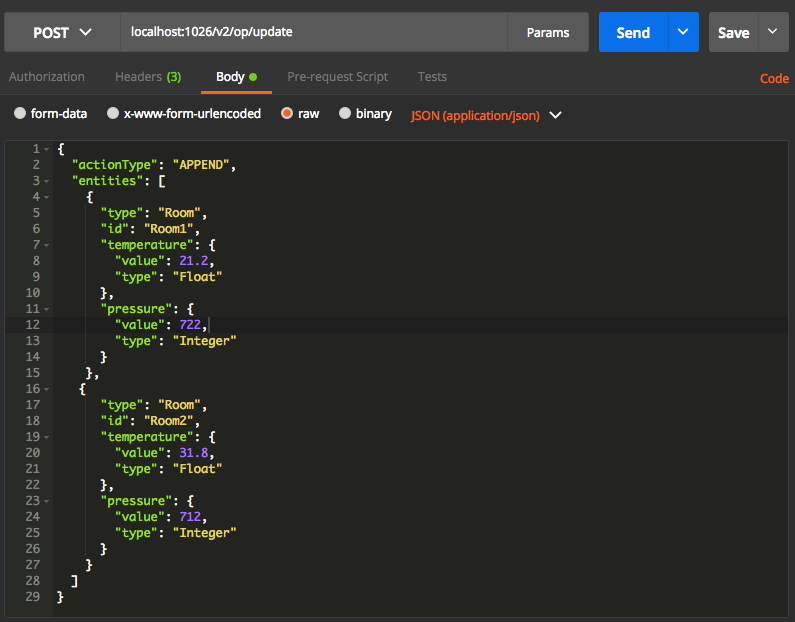 POST localhost:1026/v2/op/update Params Send Save
Authorization Headers (3) Body Pre-request Script Tests Code
form-data x-www-form-urlencoded raw binary JSON (application/json)
1 {
2 "actionType": "APPEND",
3 "entities": [
4 {
5 "type": "Room",
6 "id": "Room1",
7 "temperature": {
8 "value": 21.2,
9 "type": "Float"
10 },
11 "pressure": {
12 "value": 722,
13 "type": "Integer"
14 }
15 },
16 {
17 "type": "Room",
18 "id": "Room2",
19 "temperature": {
20 "value": 31.8,
21 "type": "Float"
22 },
23 "pressure": {
24 "value": 712,
25 "type": "Integer"
26 }
27 }
28 ]
29 }